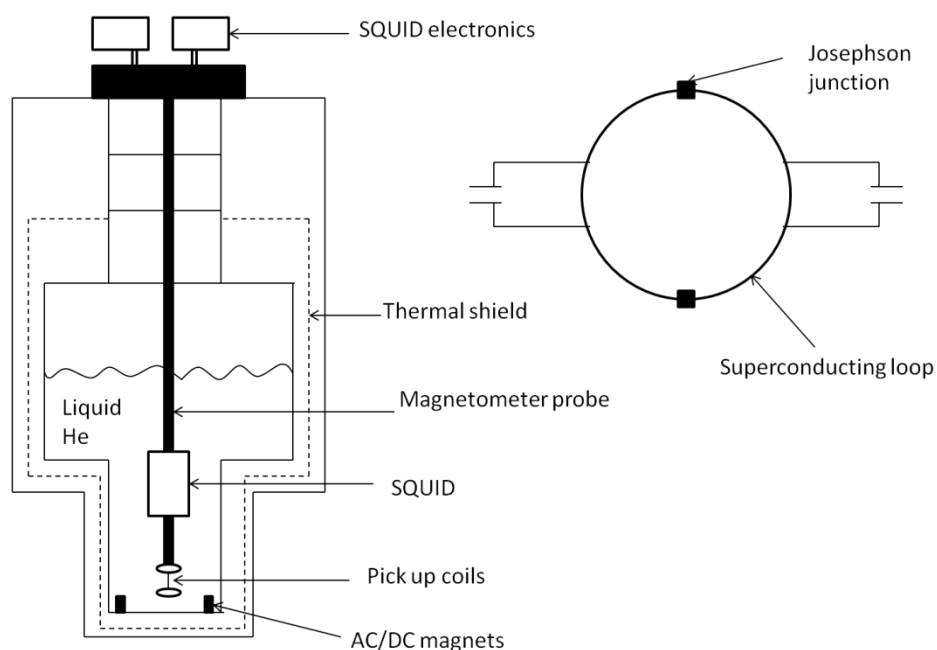 SQUID electronics
Josephson
junction
Thermal shield
Superconducting loop
Magnetometer probe
Liquid
He
SQUID
Pick up coils
AC/DC magnets